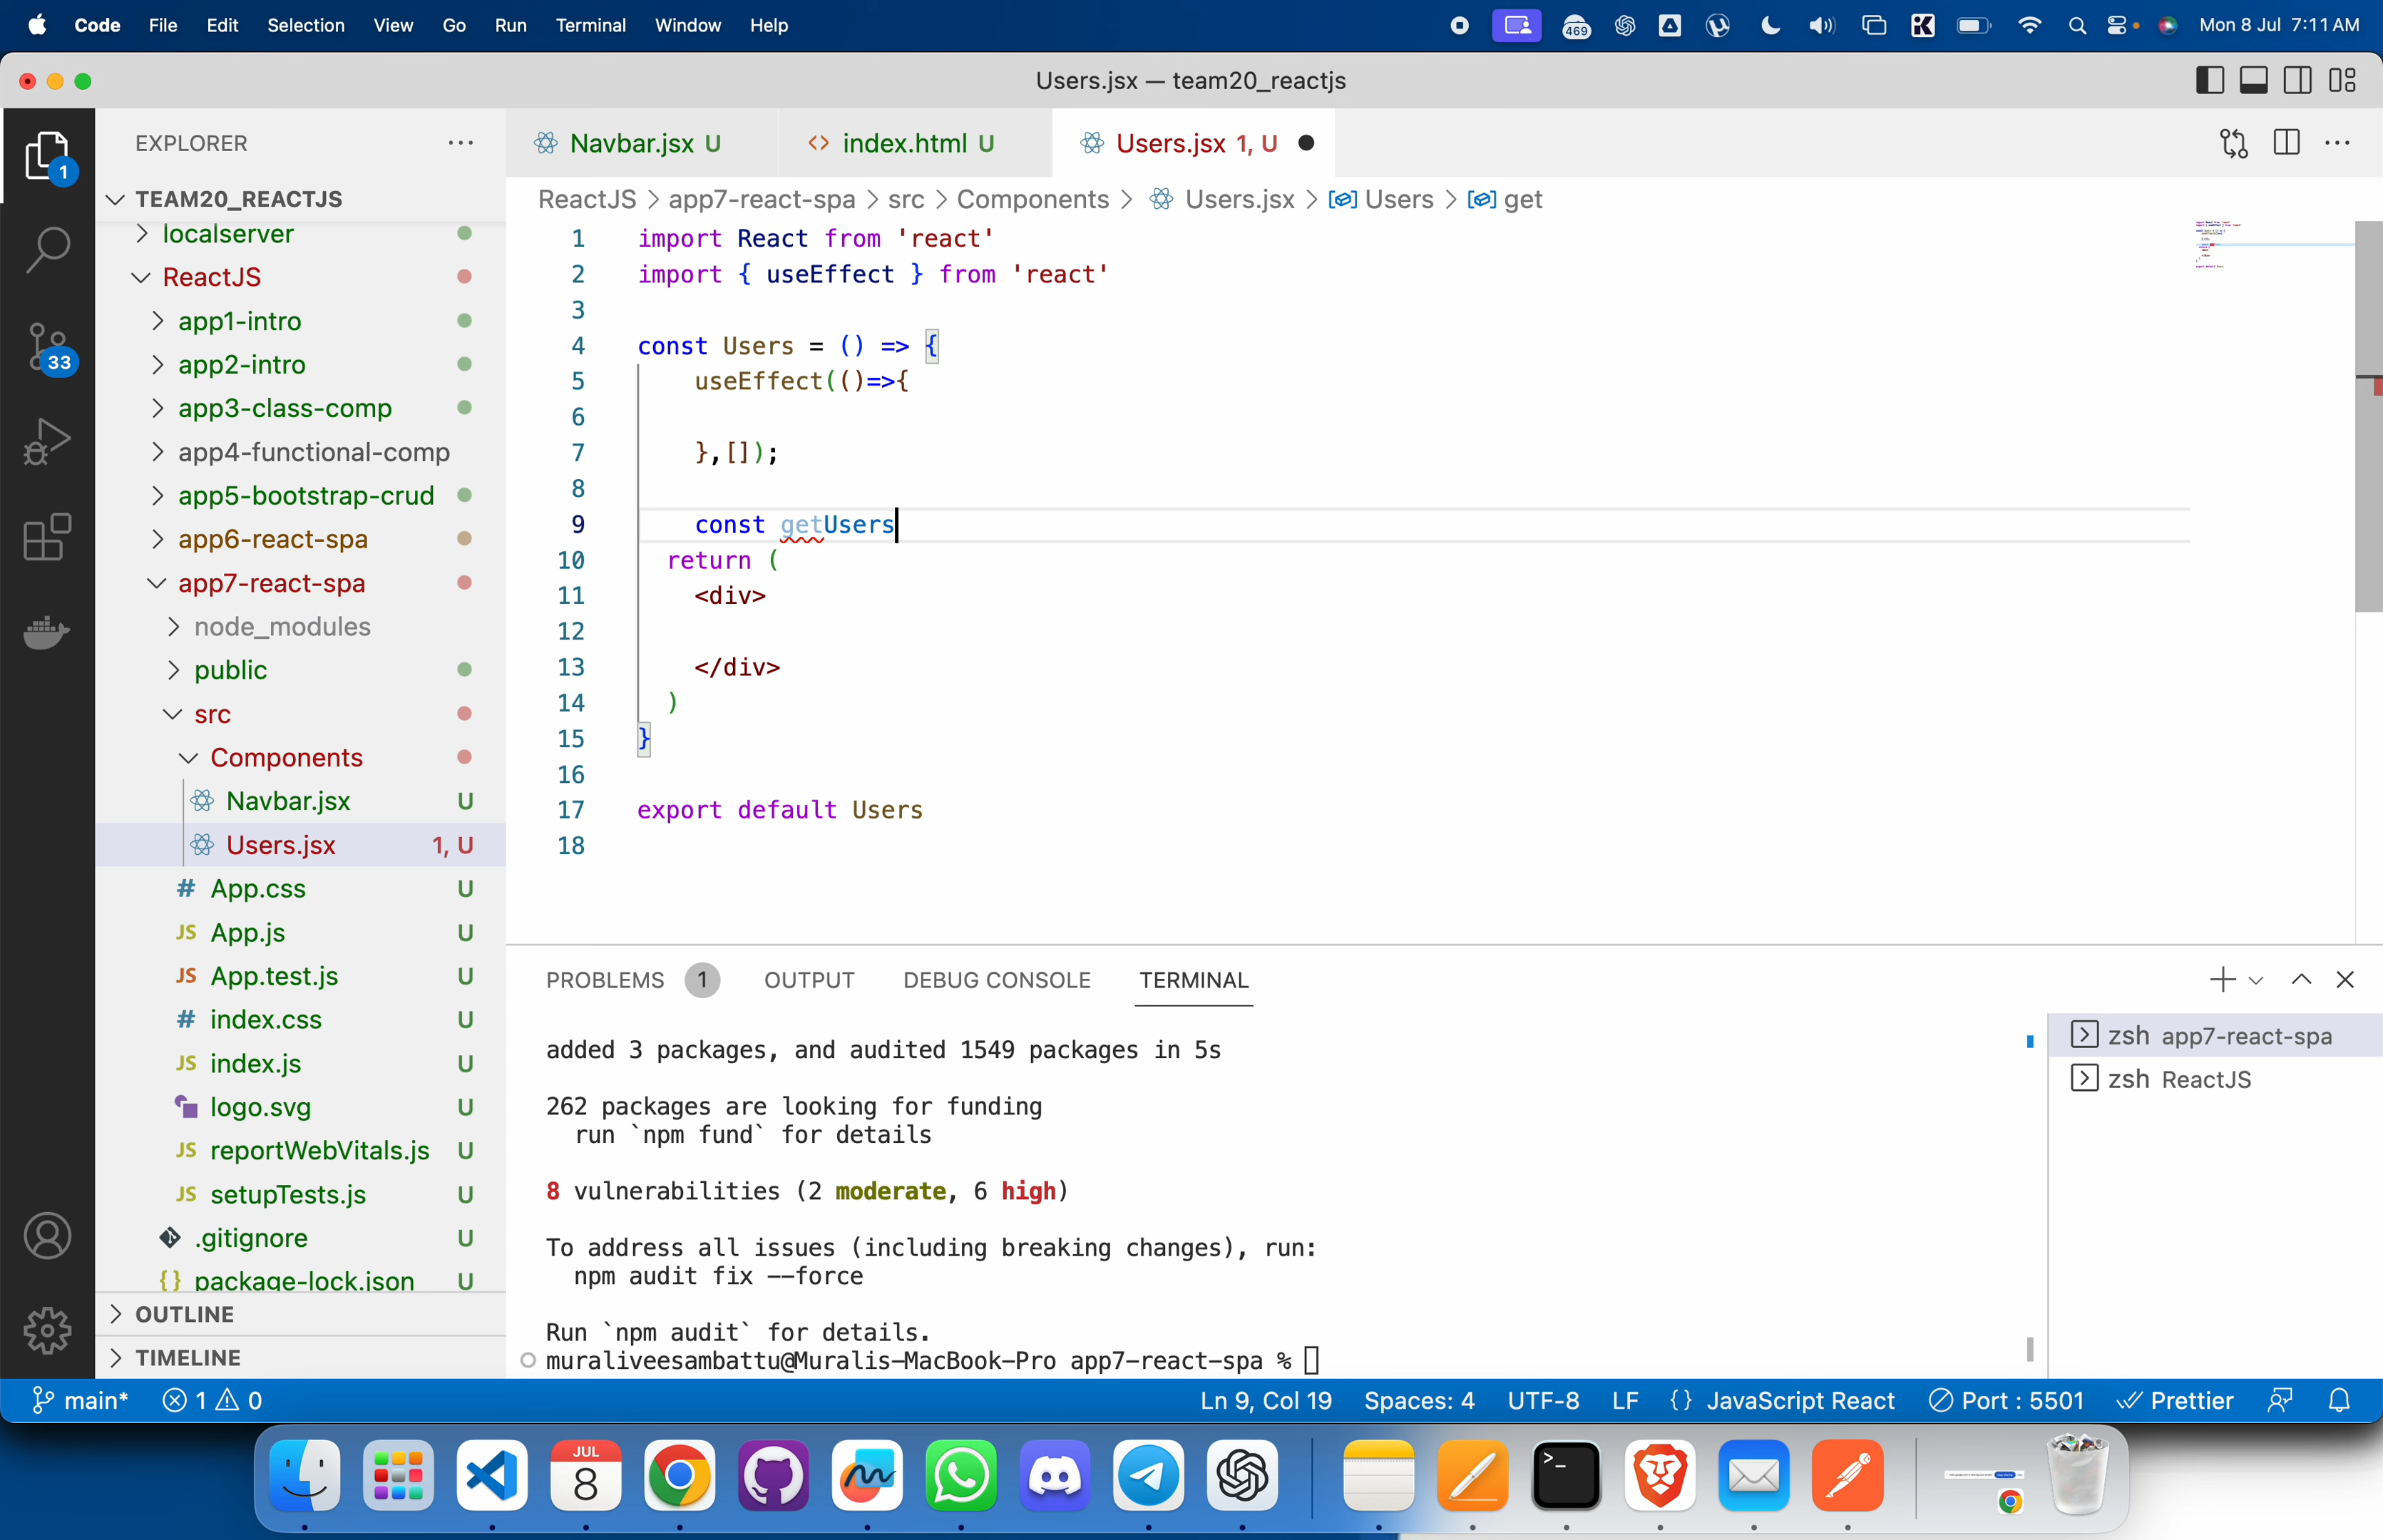 Code File Edit Selection View Go Run Terminal Window Help
469
Mon 8 Jul 7:11 AM
Users.jsx — team20_reactjs
EXPLORER
Navbar.jsx U
<> index.html U
Users.jsx 1, U
1
TEAM20_REACTJS
ReactJS > app7-react-spa > src > Components > Users.jsx > Users > get
localserver
ReactJS
app1-intro
app2-intro
app3-class-comp
app4-functional-comp
app5-bootstrap-crud
app6-react-spa
app7-react-spa
node_modules
public
src
Components
Navbar.jsx U
Users.jsx 1, U
# App.css U
JS App.js U
JS App.test.js U
# index.css U
JS index.js U
logo.svg U
JS reportWebVitals.js U
JS setupTests.js U
.gitignore U
{} package-lock.json U
OUTLINE
TIMELINE
33
1 import React from 'react'
2 import { useEffect } from 'react'
3
4 const Users = () => {
5 useEffect(()=>{
6
7 },[]);
8
9 const getUsers
10 return (
11 <div>
12
13 </div>
14 )
15 }
16
17 export default Users
18
PROBLEMS 1 OUTPUT DEBUG CONSOLE TERMINAL
added 3 packages, and audited 1549 packages in 5s
262 packages are looking for funding
run `npm fund` for details
8 vulnerabilities (2 moderate, 6 high)
To address all issues (including breaking changes), run:
npm audit fix --force
Run `npm audit` for details.
muraliveesambattu@Muralis-MacBook-Pro app7-react-spa %
zsh app7-react-spa
zsh ReactJS
main* 1 0
Ln 9, Col 19 Spaces: 4 UTF-8 LF {} JavaScript React Port : 5501 Prettier
JUL
8